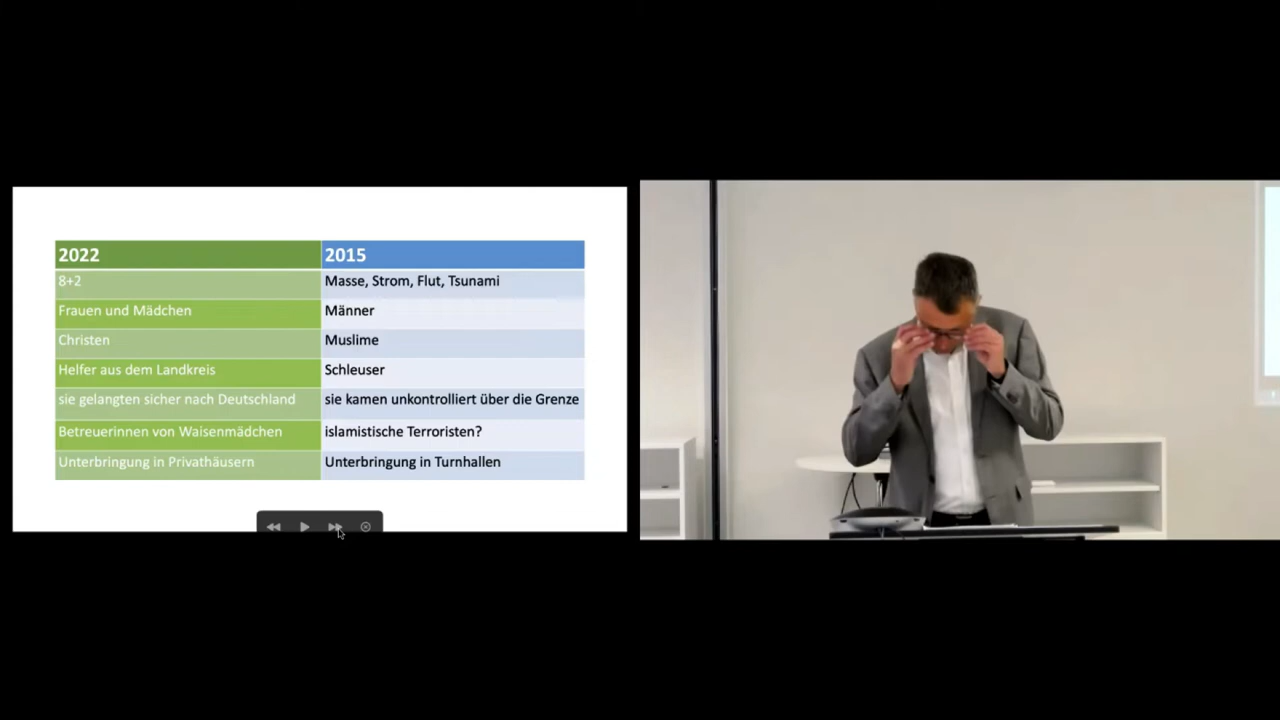 2022 2015
8+2 Masse, Strom, Flut, Tsunami
Frauen und Mädchen Männer
Christen Muslime
Helfer aus dem Landkreis Schleuser
sie gelangten sicher nach Deutschland sie kamen unkontrolliert über die Grenze
Betreuerinnen von Waisenmädchen islamistische Terroristen?
Unterbringung in Privathäusern Unterbringung in Turnhallen